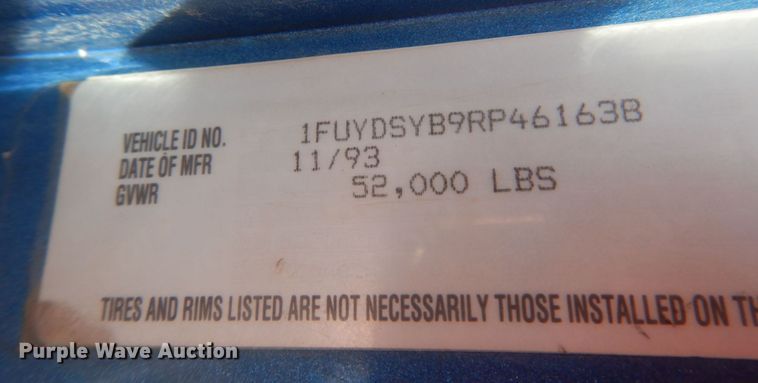 VEHICLE ID NO. 1FUYDSYB9RP461638
DATE OF MFR 11/93
GVWR 52,000 LBS
TIRES AND RIMS LISTED ARE NOT NECESSARILY THOSE INSTALLED ON TH
Purple Wave Auction